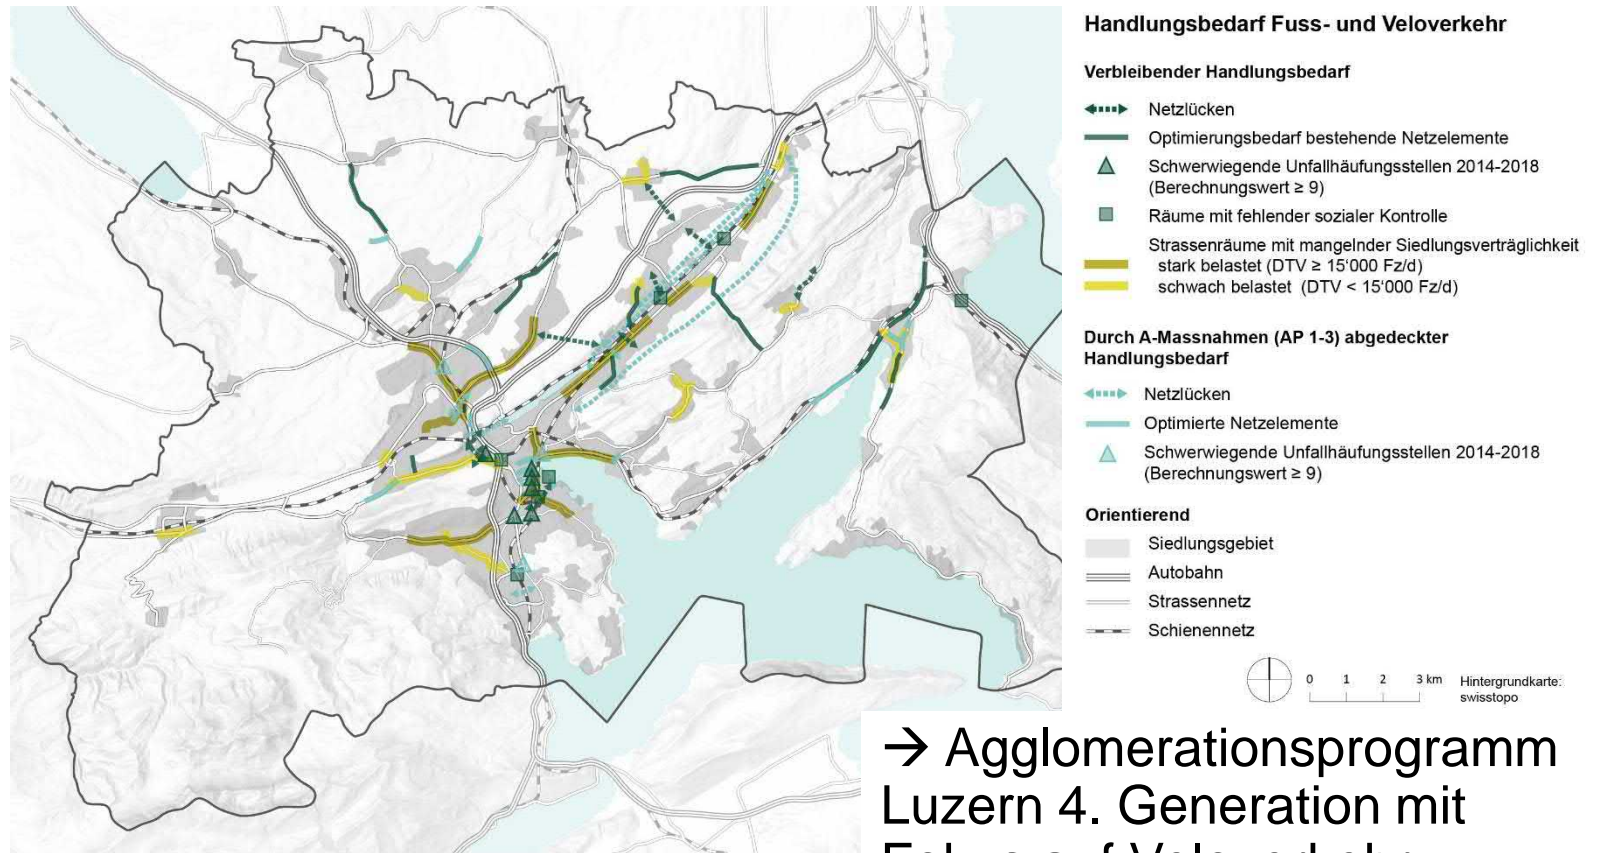 Handlungsbedarf Fuss- und Veloverkehr
Verbleibender Handlungsbedarf
Netzlücken
Optimierungsbedarf bestehende Netzelemente
Schwerwiegende Unfallhäufungsstellen 2014-2018
(Berechnungswert ≥ 9)
Räume mit fehlender sozialer Kontrolle
Strassenräume mit mangelnder Siedlungsverträglichkeit
stark belastet (DTV ≥ 15‘000 Fz/d)
schwach belastet (DTV < 15‘000 Fz/d)
Durch A-Massnahmen (AP 1-3) abgedeckter
Handlungsbedarf
Netzlücken
Optimierte Netzelemente
Schwerwiegende Unfallhäufungsstellen 2014-2018
(Berechnungswert ≥ 9)
Orientierend
Siedlungsgebiet
Autobahn
Strassennetz
Schienennetz
0 1 2 3 km
Hintergrundkarte:
swisstopo
→ Agglomerationsprogramm
Luzern 4. Generation mit
Fokus auf Veloverkehr